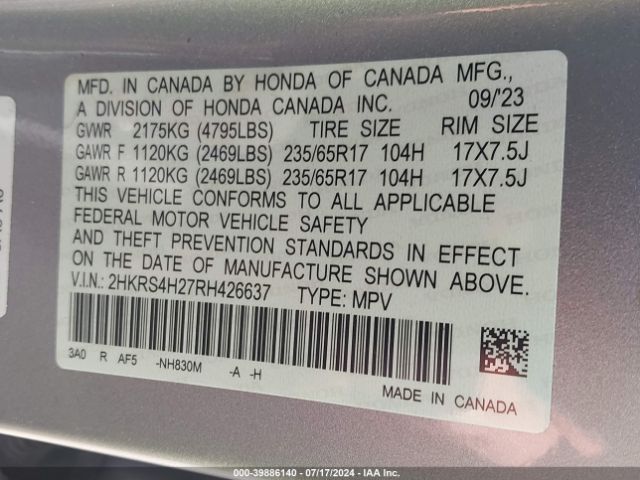 MFD. IN CANADA BY HONDA OF CANADA MFG.,
A DIVISION OF HONDA CANADA INC. 09/'23
GVWR 2175KG (4795LBS) TIRE SIZE RIM SIZE
GAWR F 1120KG (2469LBS) 235/65R17 104H 17X7.5J
GAWR R 1120KG (2469LBS) 235/65R17 104H 17X7.5J
THIS VEHICLE CONFORMS TO ALL APPLICABLE
FEDERAL MOTOR VEHICLE SAFETY
AND THEFT PREVENTION STANDARDS IN EFFECT
ON THE DATE OF MANUFACTURE SHOWN ABOVE.
V.I.N.: 2HKRS4H27RH426637 TYPE: MPV
3A0 R AF5 -NH830M -A -H
MADE IN CANADA
000-39886140 - 07/17/2024 - IAA Inc.